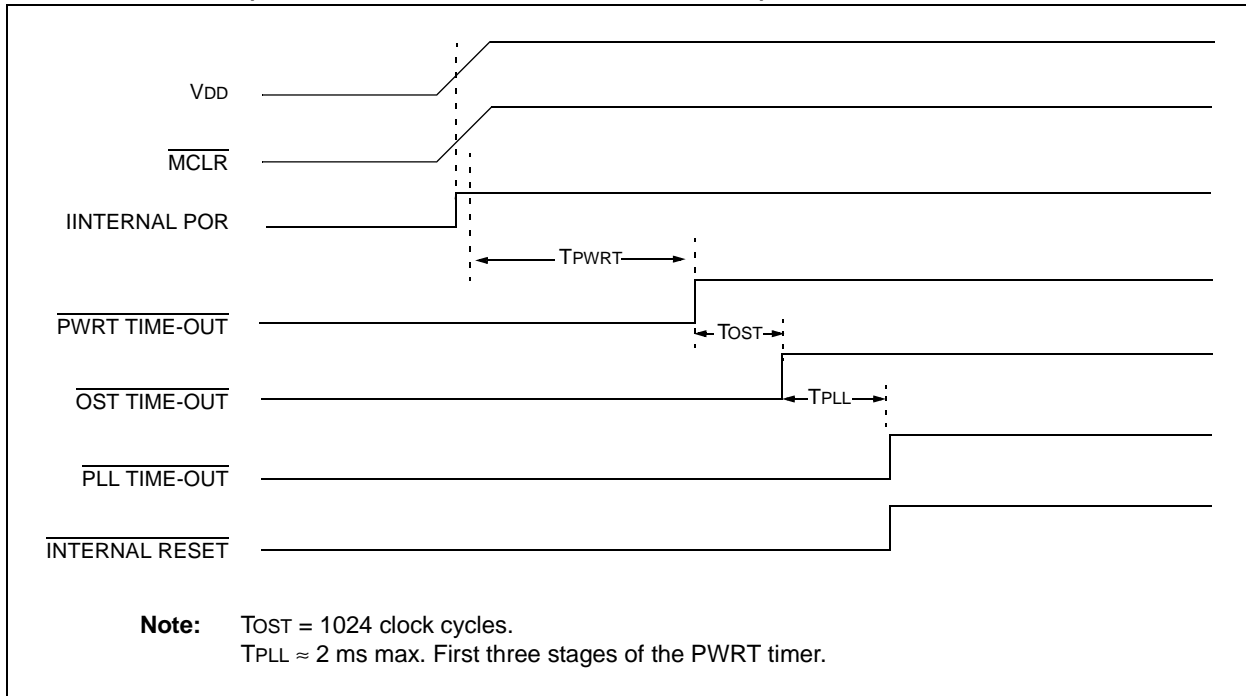 VDD
MCLR
IINTERNAL POR
TPWRT
PWRT TIME-OUT
TOST
OST TIME-OUT
TPLL
PLL TIME-OUT
INTERNAL RESET
Note: TOST = 1024 clock cycles.
TPLL ≈ 2 ms max. First three stages of the PWRT timer.